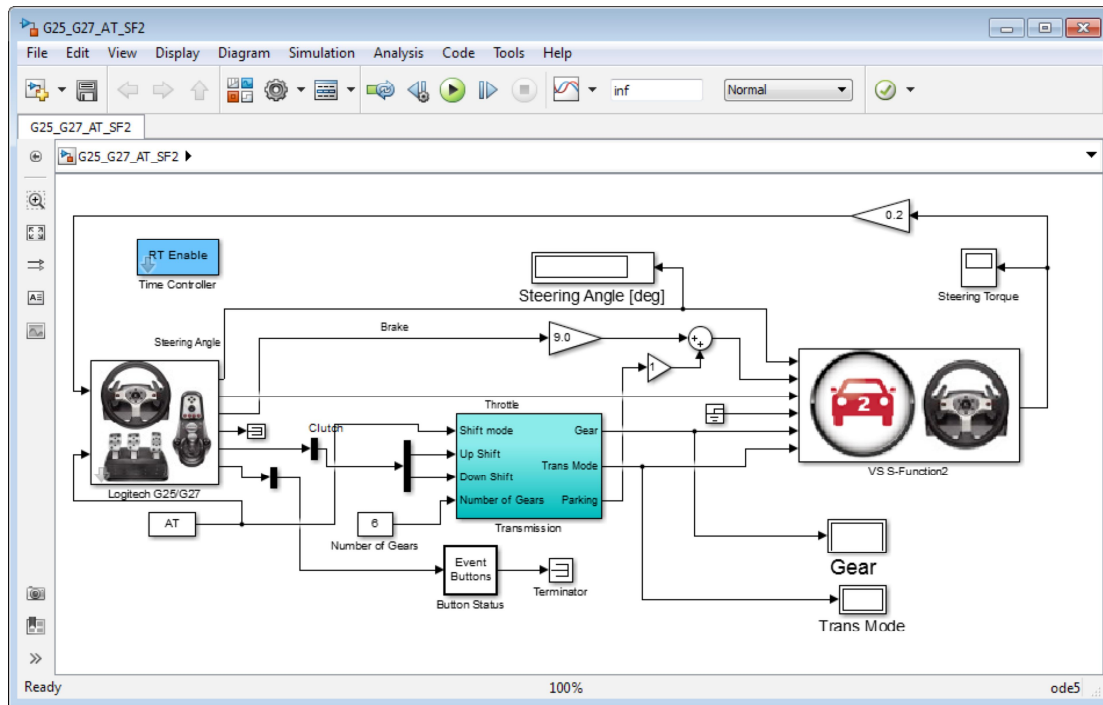 G25_G27_AT_SF2
File Edit View Display Diagram Simulation Analysis Code Tools Help
inf
Normal
G25_G27_AT_SF2
G25_G27_AT_SF2
0.2
RT Enable
Time Controller
Steering Angle [deg]
Steering Torque
Brake
Steering Angle
9.0
1
2
VS S-Function2
Throttle
Clutch
Shift mode
Gear
Up Shift
Trans Mode
Down Shift
Number of Gears
Parking
Transmission
Logitech G25/G27
AT
6
Number of Gears
Event
Buttons
Button Status
Terminator
Gear
Trans Mode
Ready
100%
ode5